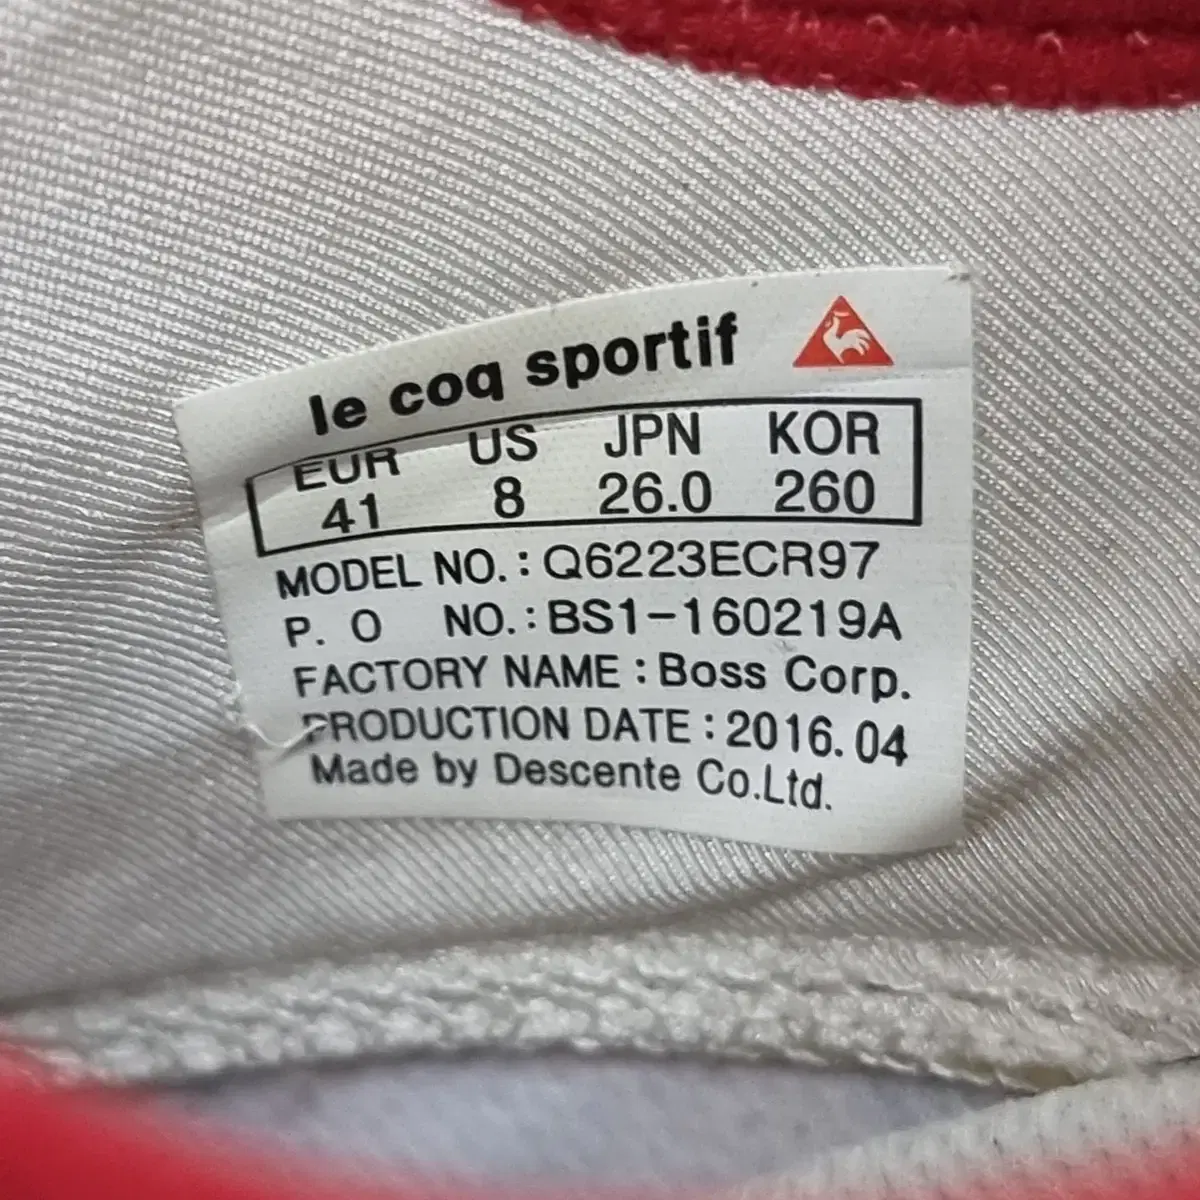 le coq sportif
EUR US JPN KOR
41 8 26.0 260
MODEL NO.: Q6223ECR97
P. O NO.: BS1-160219A
FACTORY NAME : Boss Corp.
PRODUCTION DATE : 2016.04
Made by Descente Co.Ltd.